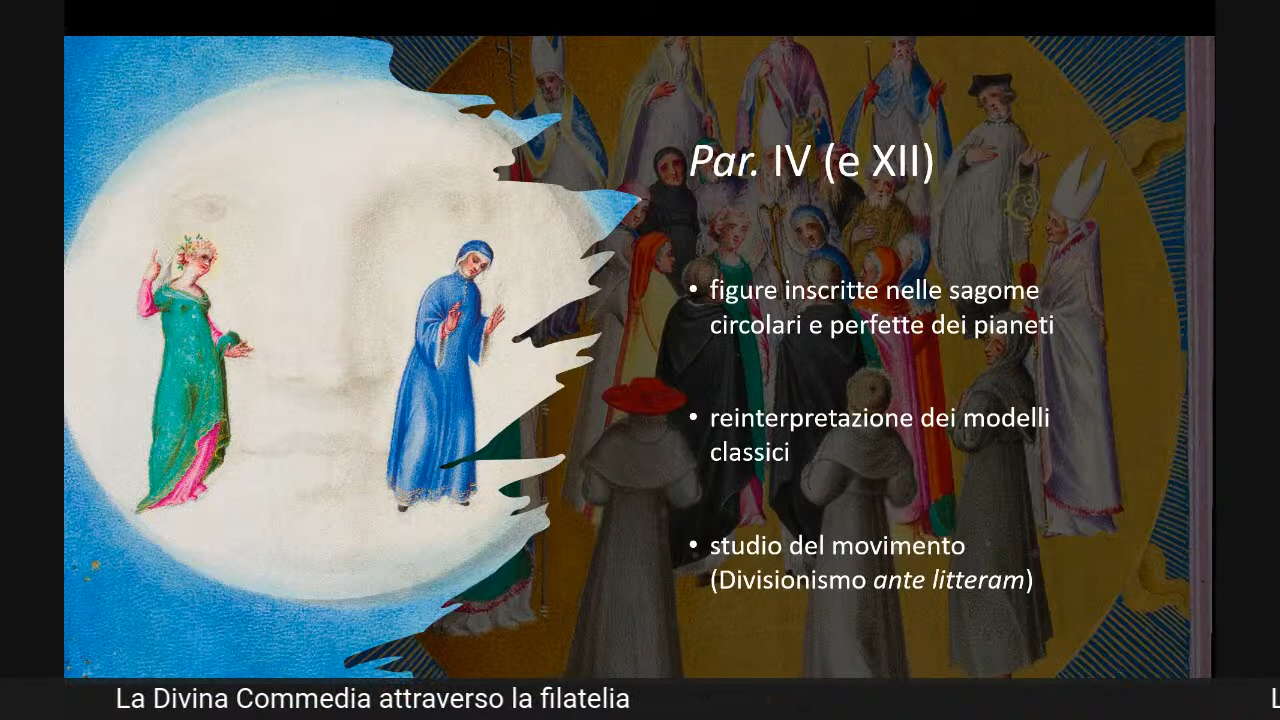 Par. IV (e XII)
• figure inscritte nelle sagome
circolari e perfette dei pianeti
• reinterpretazione dei modelli
classici
• studio del movimento
(Divisionismo ante litteram)
La Divina Commedia attraverso la filatelia